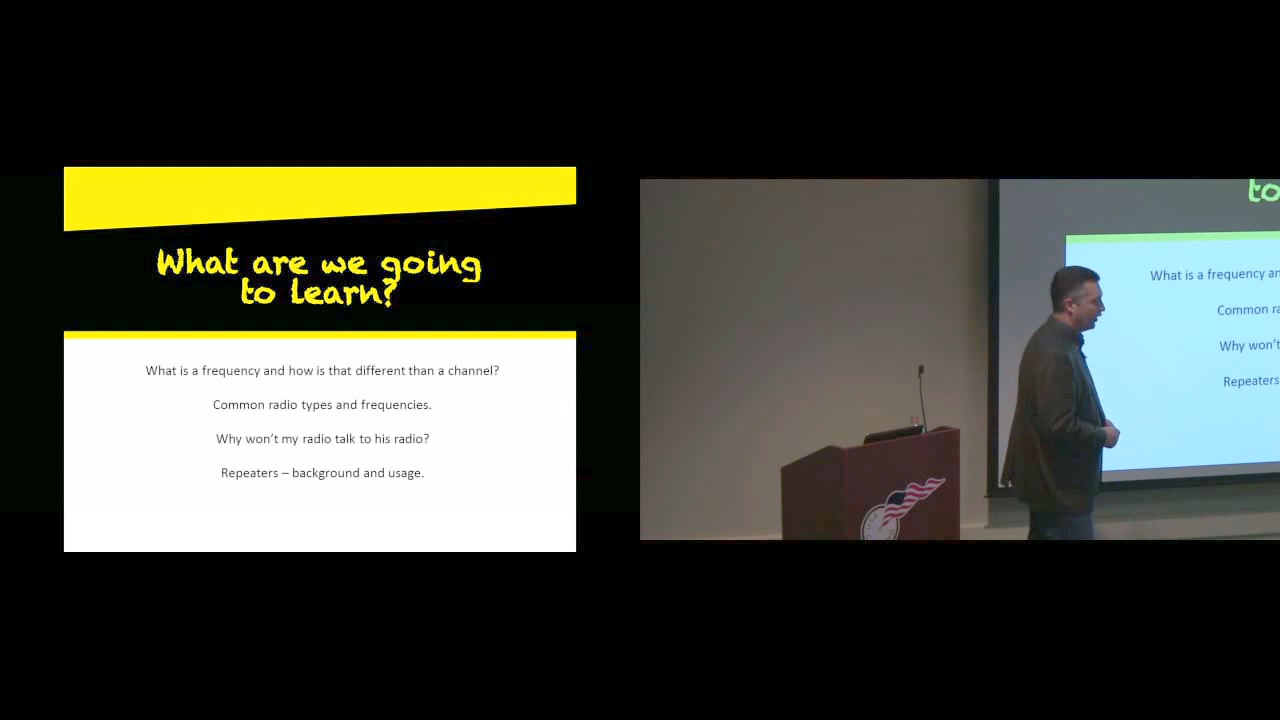 What are we going
to learn?
What is a frequency and how is that different than a channel?
Common radio types and frequencies.
Why won't my radio talk to his radio?
Repeaters – background and usage.
to
What is a frequency an
Common ra
Why won't
Repeaters
USA